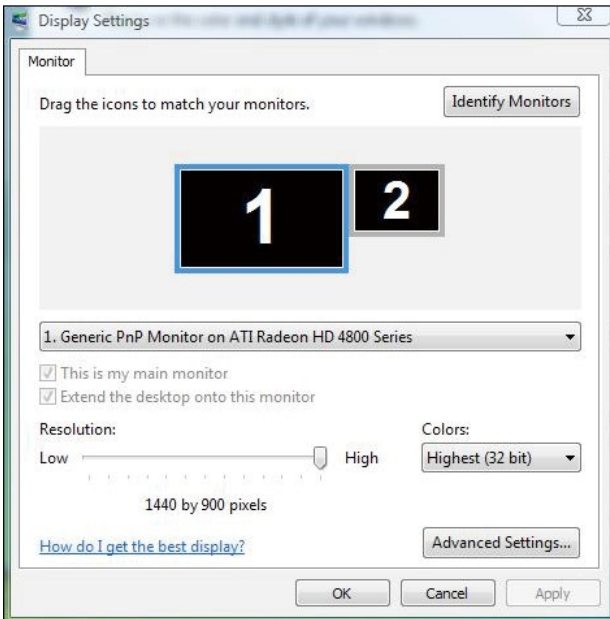 Display Settings
Monitor
Drag the icons to match your monitors.
Identify Monitors
1
2
1. Generic PnP Monitor on ATI Radeon HD 4800 Series
This is my main monitor
Extend the desktop onto this monitor
Resolution:
Colors:
Low
High
Highest (32 bit)
1440 by 900 pixels
How do I get the best display?
Advanced Settings...
OK
Cancel
Apply